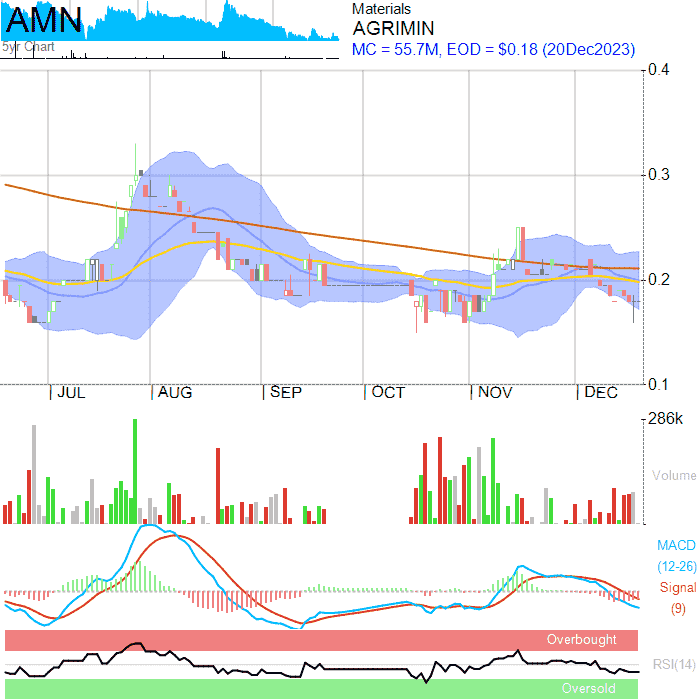 AMN
5yr Chart
Materials
AGRIMIN
MC = 55.7M, EOD = $0.18 (20Dec2023)
0.4
0.3
0.2
0.1
JUL
AUG
SEP
OCT
NOV
DEC
286k
Volume
MACD
(12-26)
Signal
(9)
Overbought
RSI(14)
Oversold